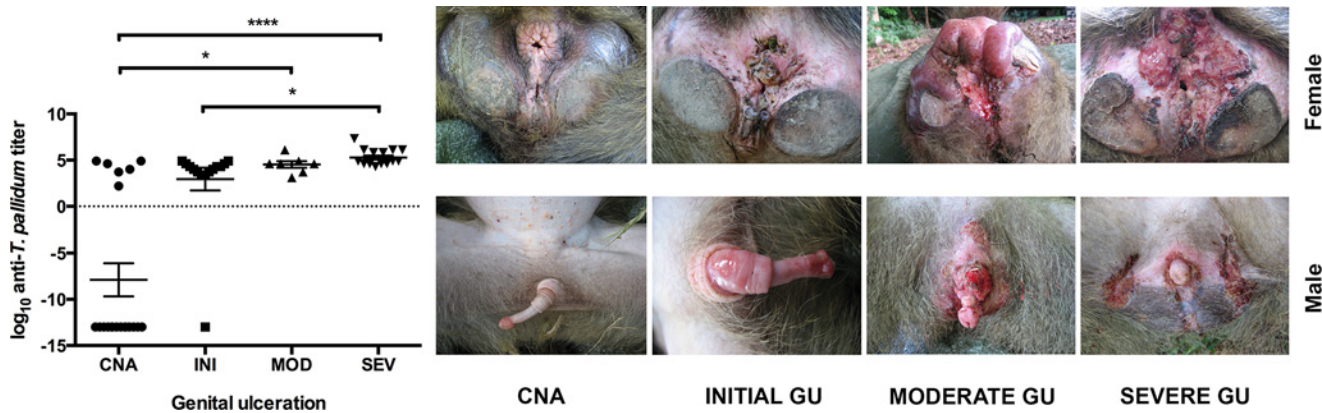 ****
*
*
10
5
0
-5
-10
-15
log10 anti-T. pallidum titer
CNA INI MOD SEV
Genital ulceration
Female
Male
CNA INITIAL GU MODERATE GU SEVERE GU